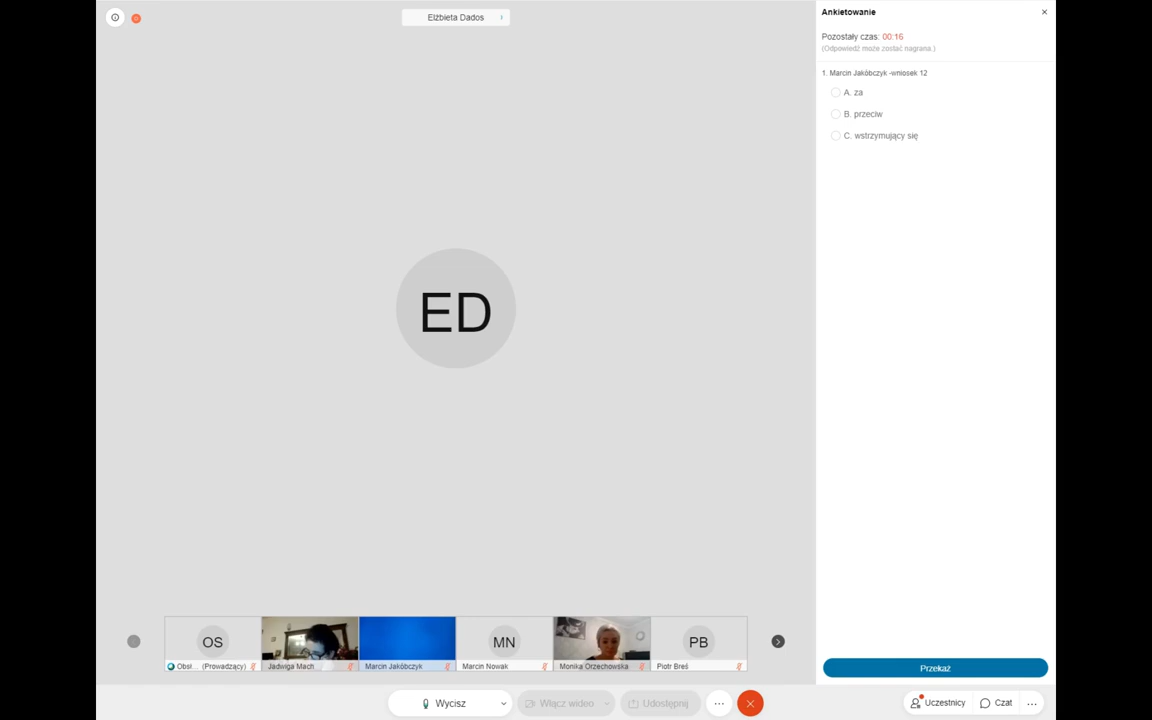 Elżbieta Dados
Ankietowanie
Pozostały czas: 00:16
(Odpowiedź może zostać nagrana.)
1. Marcin Jakóbczyk -wniosek 12
A. za
B. przeciw
C. wstrzymujący się
ED
OS
MN
PB
Obsł... (Prowadzący)
Jadwiga Mach...
Marcin Jakóbczyk
Marcin Nowak
Monika Orzechowska
Piotr Breś
Przekaż
Wycisz
Włącz wideo
Udostępnij
Uczestnicy
Czat